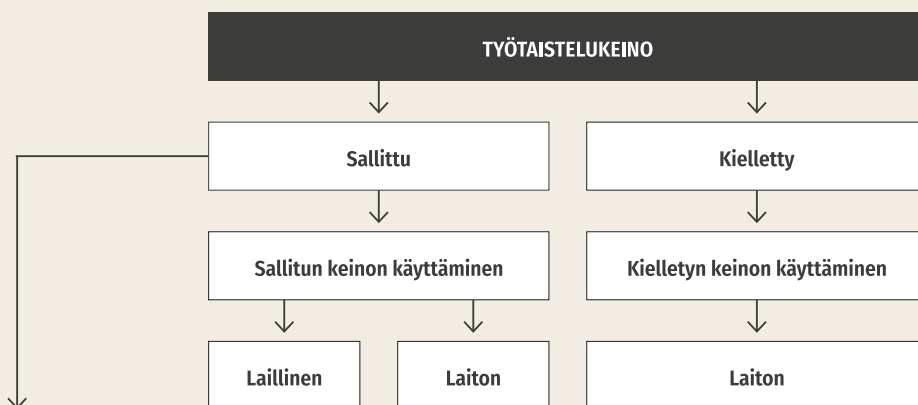 TYÖTAISTELUKEINO
Sallittu
Kielletty
Sallitun keinon käyttäminen
Kielletyn keinon käyttäminen
Laillinen
Laiton
Laiton